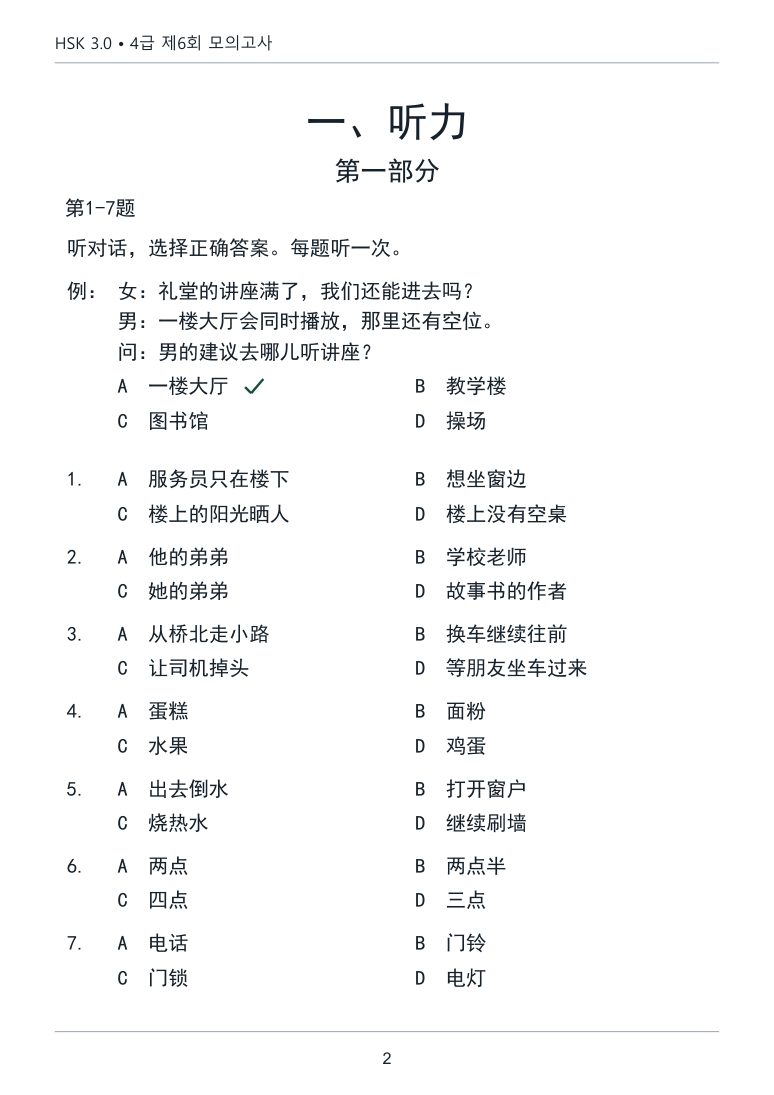 HSK 3.0 • 4급 제6회 모의고사
一、听力
第一部分
第1-7题
听对话，选择正确答案。每题听一次。
例： 女：礼堂的讲座满了，我们还能进去吗？
男：一楼大厅会同时播放，那里还有空位。
问：男的建议去哪儿听讲座？
A 一楼大厅 ✓ B 教学楼
C 图书馆 D 操场
1. A 服务员只在楼下 B 想坐窗边
C 楼上的阳光晒人 D 楼上没有空桌
2. A 他的弟弟 B 学校老师
C 她的弟弟 D 故事书的作者
3. A 从桥北走小路 B 换车继续往前
C 让司机掉头 D 等朋友坐车过来
4. A 蛋糕 B 面粉
C 水果 D 鸡蛋
5. A 出去倒水 B 打开窗户
C 烧热水 D 继续刷墙
6. A 两点 B 两点半
C 四点 D 三点
7. A 电话 B 门铃
C 门锁 D 电灯
2